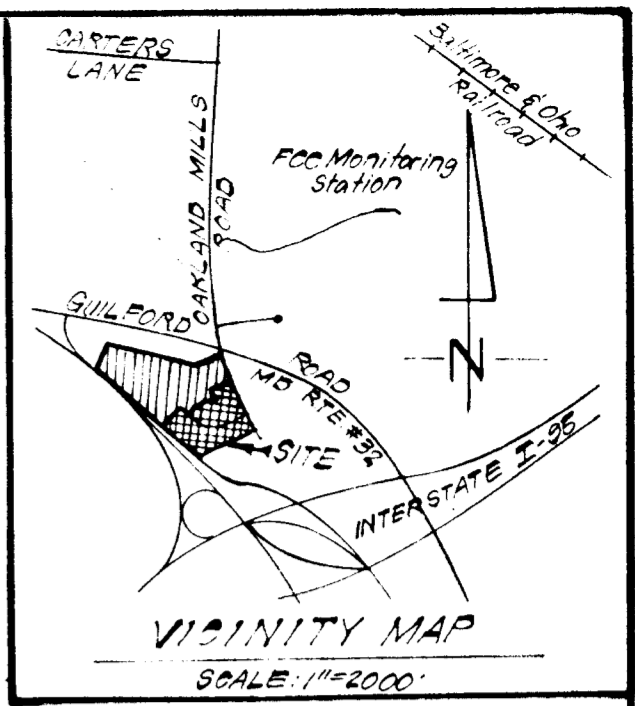 CARTERS
LANE
Baltimore & Ohio
Railroad
OAKLAND MILLS
ROAD
FCC Monitoring
Station
GUILFORD
ROAD
MD RTE #32
N
SITE
INTERSTATE I-95
VICINITY MAP
SCALE: 1"=2000'